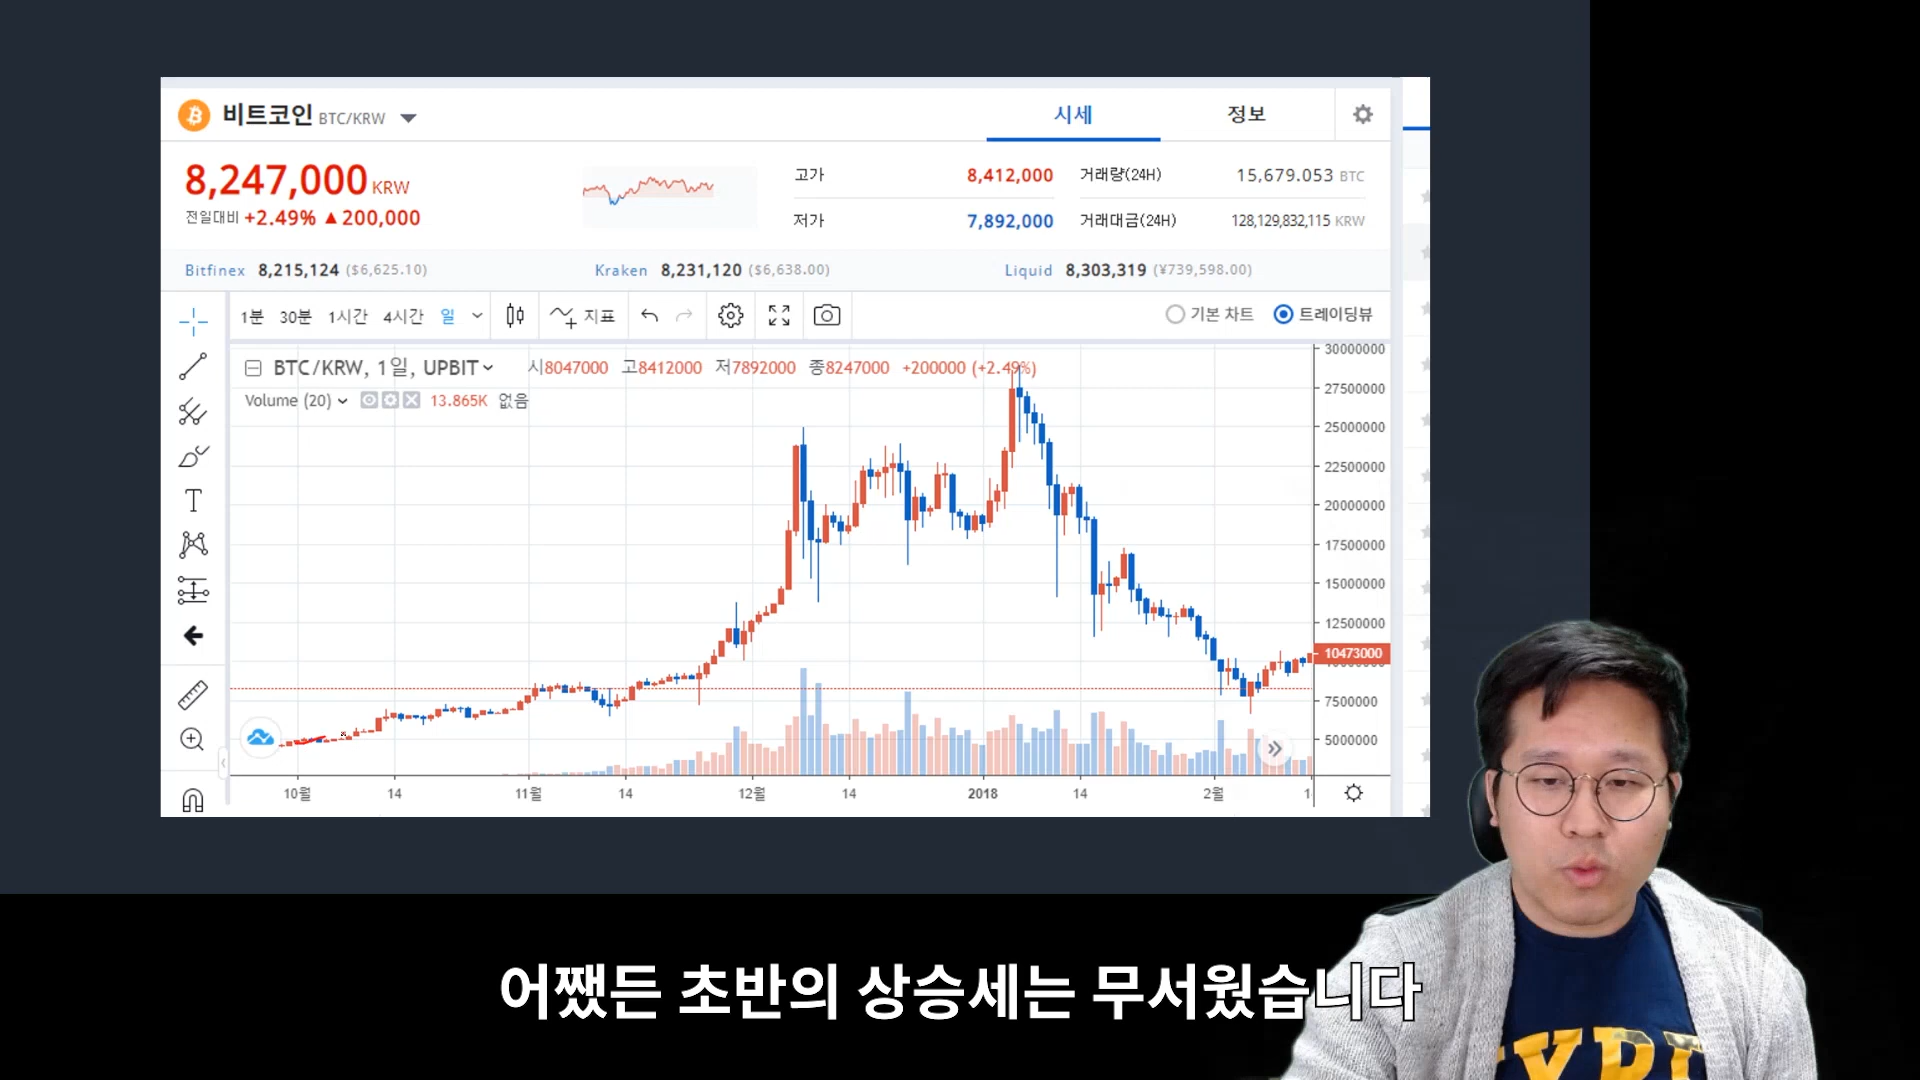 비트코인 BTC/KRW
시세
정보
8,247,000 KRW
전일대비 +2.49% ▲200,000
고가 8,412,000
거래량(24H) 15,679.053 BTC
저가 7,892,000
거래대금(24H) 128,129,832,115 KRW
Bitfinex 8,215,124 ($6,625.10)
Kraken 8,231,120 ($6,638.00)
Liquid 8,303,319 (¥739,598.00)
1분 30분 1시간 4시간 일
지표
기본 차트
트레이딩뷰
BTC/KRW, 1일, UPBIT
시8047000 고8412000 저7892000 종8247000 +200000 (+2.49%)
Volume (20) 13.865K 없음
30000000
27500000
25000000
22500000
20000000
17500000
15000000
12500000
10473000
7500000
5000000
10월 14 11월 14 12월 14 2018 14 2월
어쨌든 초반의 상승세는 무서웠습니다